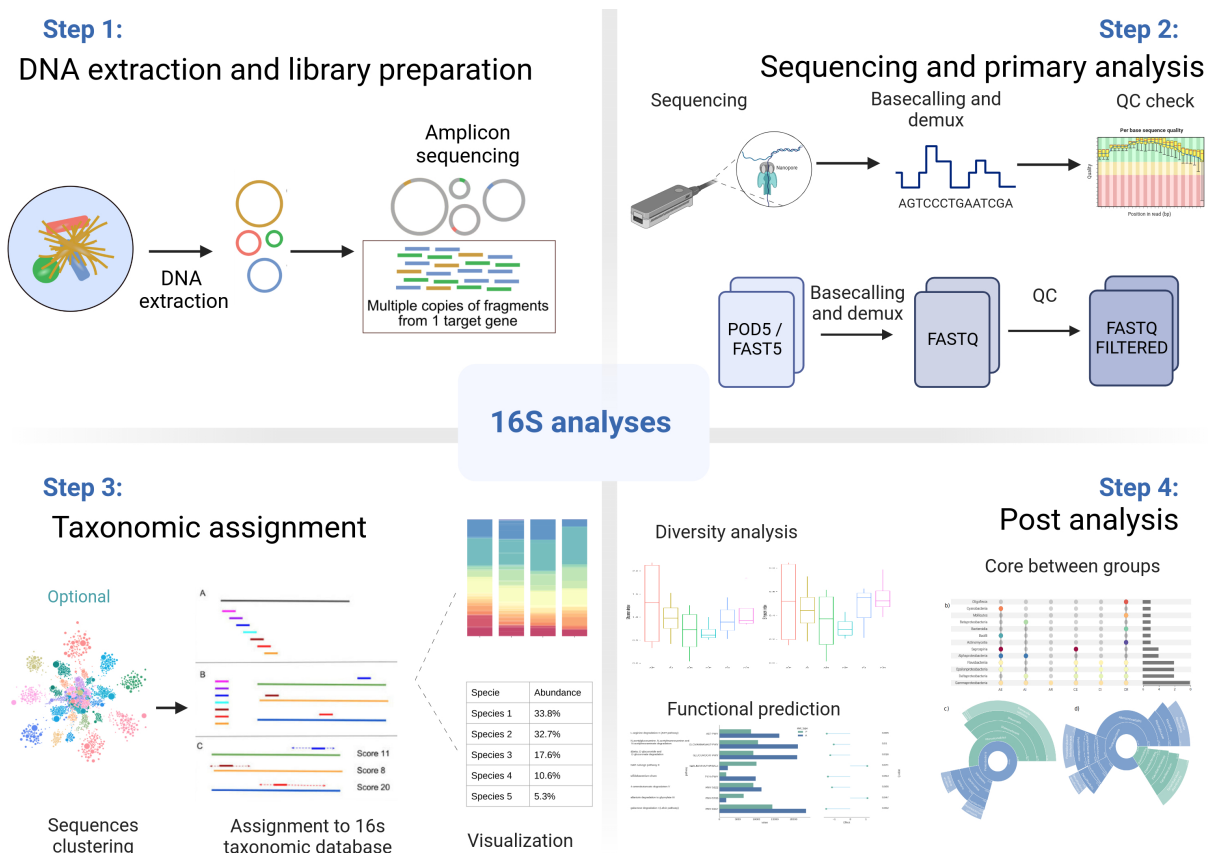 Step 1:
DNA extraction and library preparation
Amplicon
sequencing
DNA
extraction
Multiple copies of fragments
from 1 target gene
Step 2:
Sequencing and primary analysis
Sequencing
Basecalling and
demux
QC check
Nanopore
AGTCCCTGAATCGA
Per base sequence quality
Quality
Position in read (bp)
POD5 /
FAST5
Basecalling
and demux
FASTQ
QC
FASTQ
FILTERED
16S analyses
Step 3:
Taxonomic assignment
Optional
Sequences
clustering
A
B
C
Score 11
Score 8
Score 20
Assignment to 16s
taxonomic database
Specie Abundance
Species 1 33.8%
Species 2 32.7%
Species 3 17.6%
Species 4 10.6%
Species 5 5.3%
Visualization
Step 4:
Post analysis
Diversity analysis
Core between groups
b)
c)
d)
Functional prediction